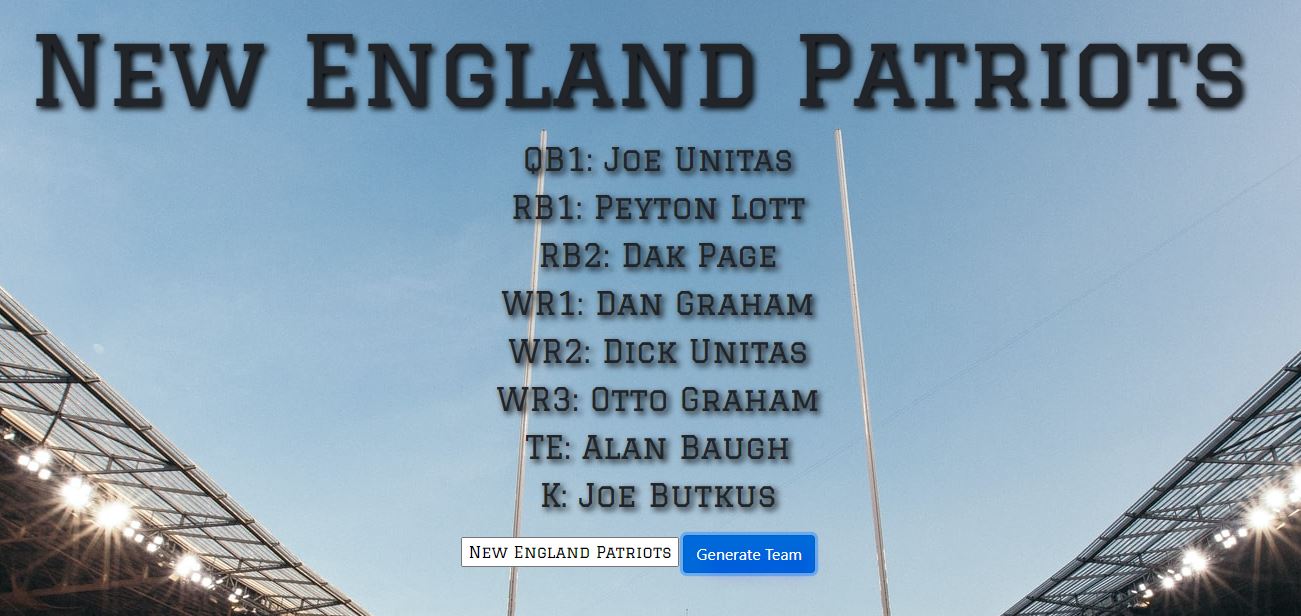 New England Patriots
QB1: Joe Unitas
RB1: Peyton Lott
RB2: Dak Page
WR1: Dan Graham
WR2: Dick Unitas
WR3: Otto Graham
TE: Alan Baugh
K: Joe Butkus
New England Patriots Generate Team